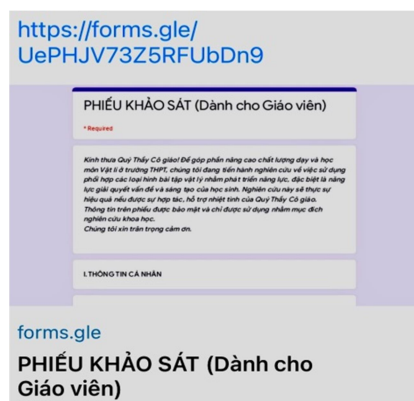 https://forms.gle/
UePHJV73Z5RFUbDn9
PHIẾU KHẢO SÁT (Dành cho Giáo viên)
* Required
Kính thưa Quý Thầy Cô giáo! Để góp phần nâng cao chất lượng dạy và học
môn Vật lí ở trường THPT, chúng tôi đang tiến hành nghiên cứu về việc sử dụng
phối hợp các loại hình bài tập vật lý nhằm phát triển năng lực, đặc biệt là năng
lực giải quyết vấn đề và sáng tạo của học sinh. Nghiên cứu này sẽ thực sự
hiệu quả nếu được sự hợp tác, hỗ trợ nhiệt tình của Quý Thầy Cô giáo.
Thông tin trên phiếu được bảo mật và chỉ được sử dụng nhằm mục đích
nghiên cứu khoa học.
Chúng tôi xin trân trọng cảm ơn.
I. THÔNG TIN CÁ NHÂN
forms.gle
PHIẾU KHẢO SÁT (Dành cho
Giáo viên)